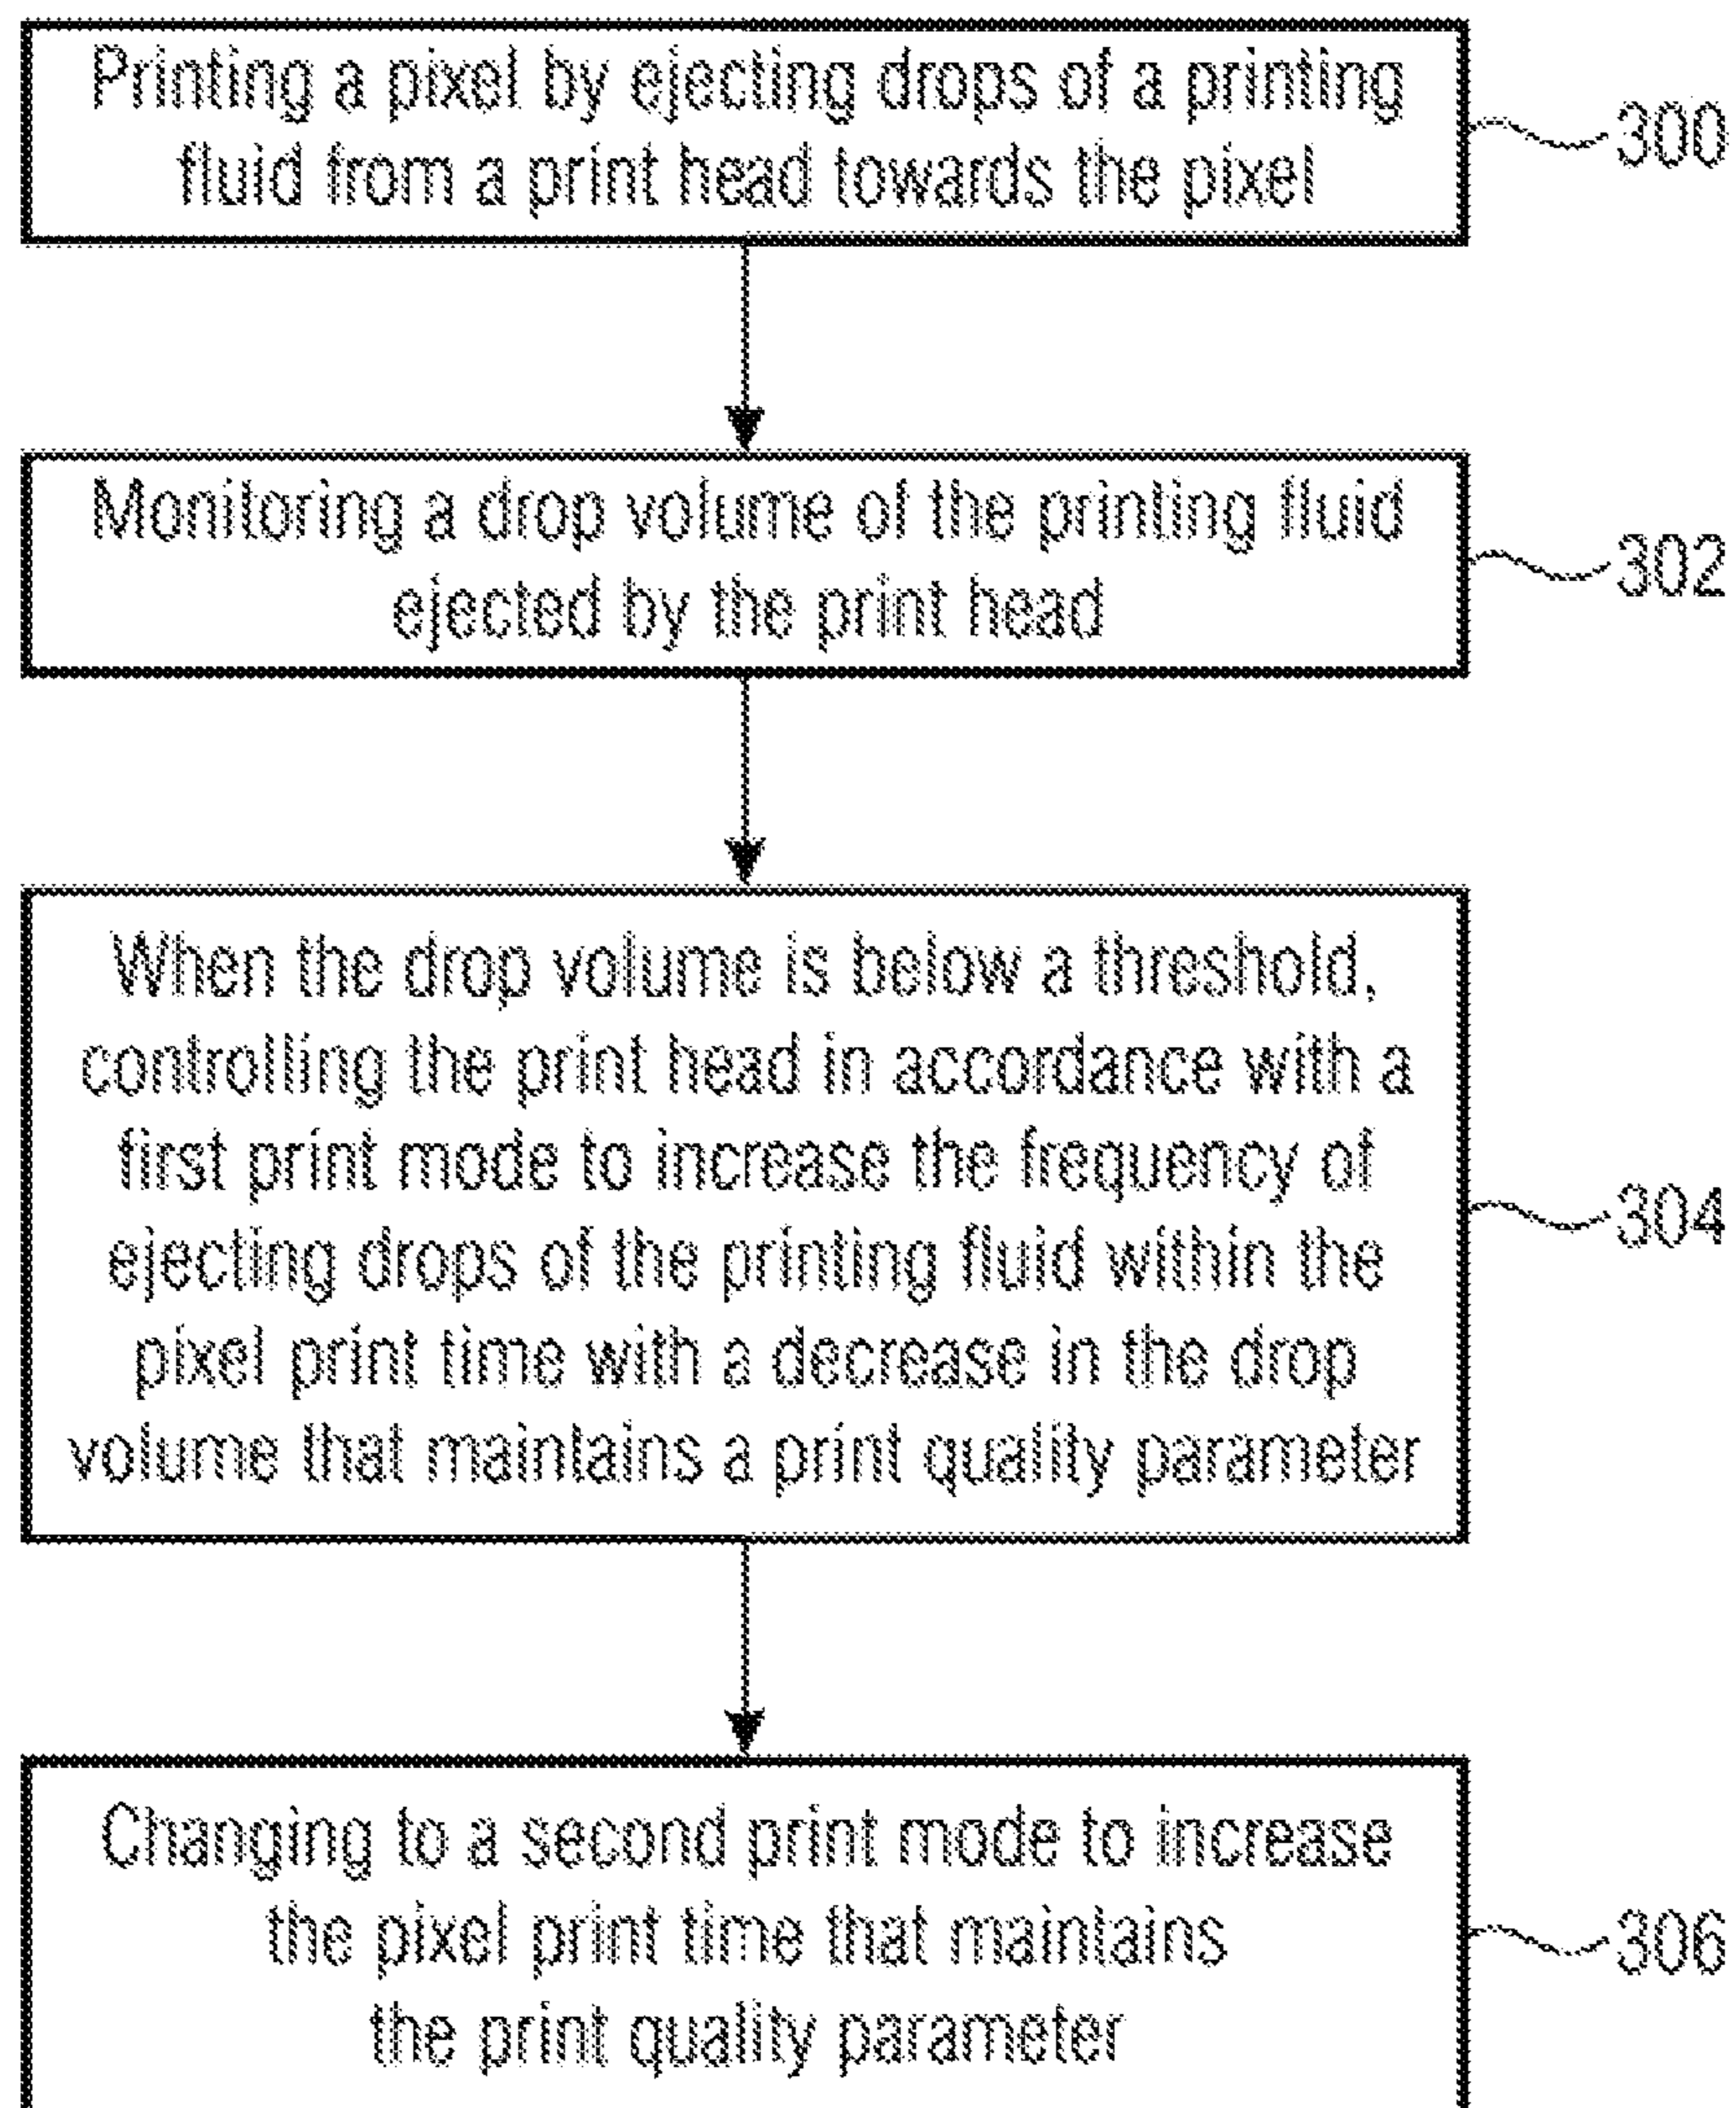 Printing a pixel by ejecting drops of a printing
fluid from a print head towards the pixel
300
Monitoring a drop volume of the printing fluid
ejected by the print head
302
When the drop volume is below a threshold,
controlling the print head in accordance with a
first print mode to increase the frequency of
ejecting drops of the printing fluid within the
pixel print time with a decrease in the drop
volume that maintains a print quality parameter
304
Changing to a second print mode to increase
the pixel print time that maintains
the print quality parameter
306